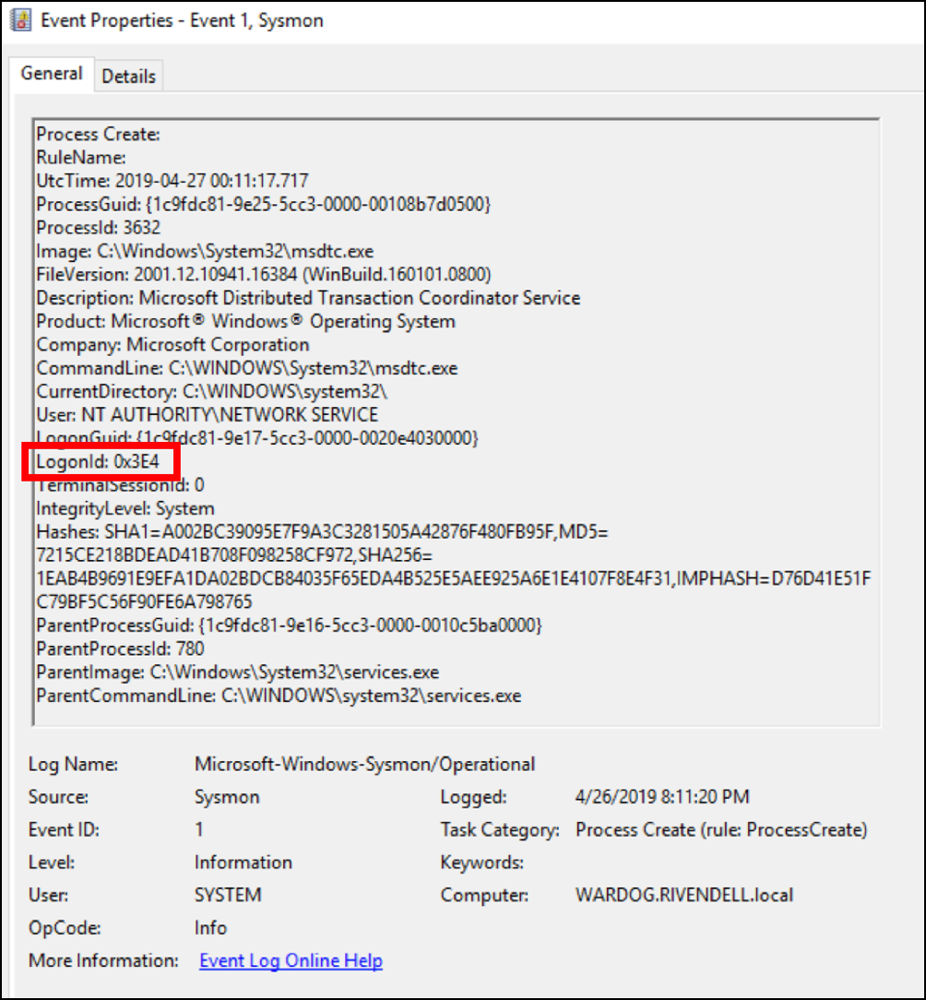 Event Properties - Event 1, Sysmon
General
Details
Process Create:
RuleName:
UtcTime: 2019-04-27 00:11:17.717
ProcessGuid: {1c9fdc81-9e25-5cc3-0000-00108b7d0500}
ProcessId: 3632
Image: C:\Windows\System32\msdtc.exe
FileVersion: 2001.12.10941.16384 (WinBuild.160101.0800)
Description: Microsoft Distributed Transaction Coordinator Service
Product: Microsoft® Windows® Operating System
Company: Microsoft Corporation
CommandLine: C:\WINDOWS\System32\msdtc.exe
CurrentDirectory: C:\WINDOWS\system32\
User: NT AUTHORITY\NETWORK SERVICE
LogonGuid: {1c9fdc81-9e17-5cc3-0000-0020e4030000}
LogonId: 0x3E4
TerminalSessionId: 0
IntegrityLevel: System
Hashes: SHA1=A002BC39095E7F9A3C3281505A42876F480FB95F,MD5=
7215CE218BDEAD41B708F098258CF972,SHA256=
1EAB4B9691E9EFA1DA02BDCB84035F65EDA4B525E5AEE925A6E1E4107F8E4F31,IMPHASH=D76D41E51F
C79BF5C56F90FE6A798765
ParentProcessGuid: {1c9fdc81-9e16-5cc3-0000-0010c5ba0000}
ParentProcessId: 780
ParentImage: C:\Windows\System32\services.exe
ParentCommandLine: C:\WINDOWS\system32\services.exe
Log Name: Microsoft-Windows-Sysmon/Operational
Source: Sysmon Logged: 4/26/2019 8:11:20 PM
Event ID: 1 Task Category: Process Create (rule: ProcessCreate)
Level: Information Keywords:
User: SYSTEM Computer: WARDOG.RIVENDELL.local
OpCode: Info
More Information: Event Log Online Help